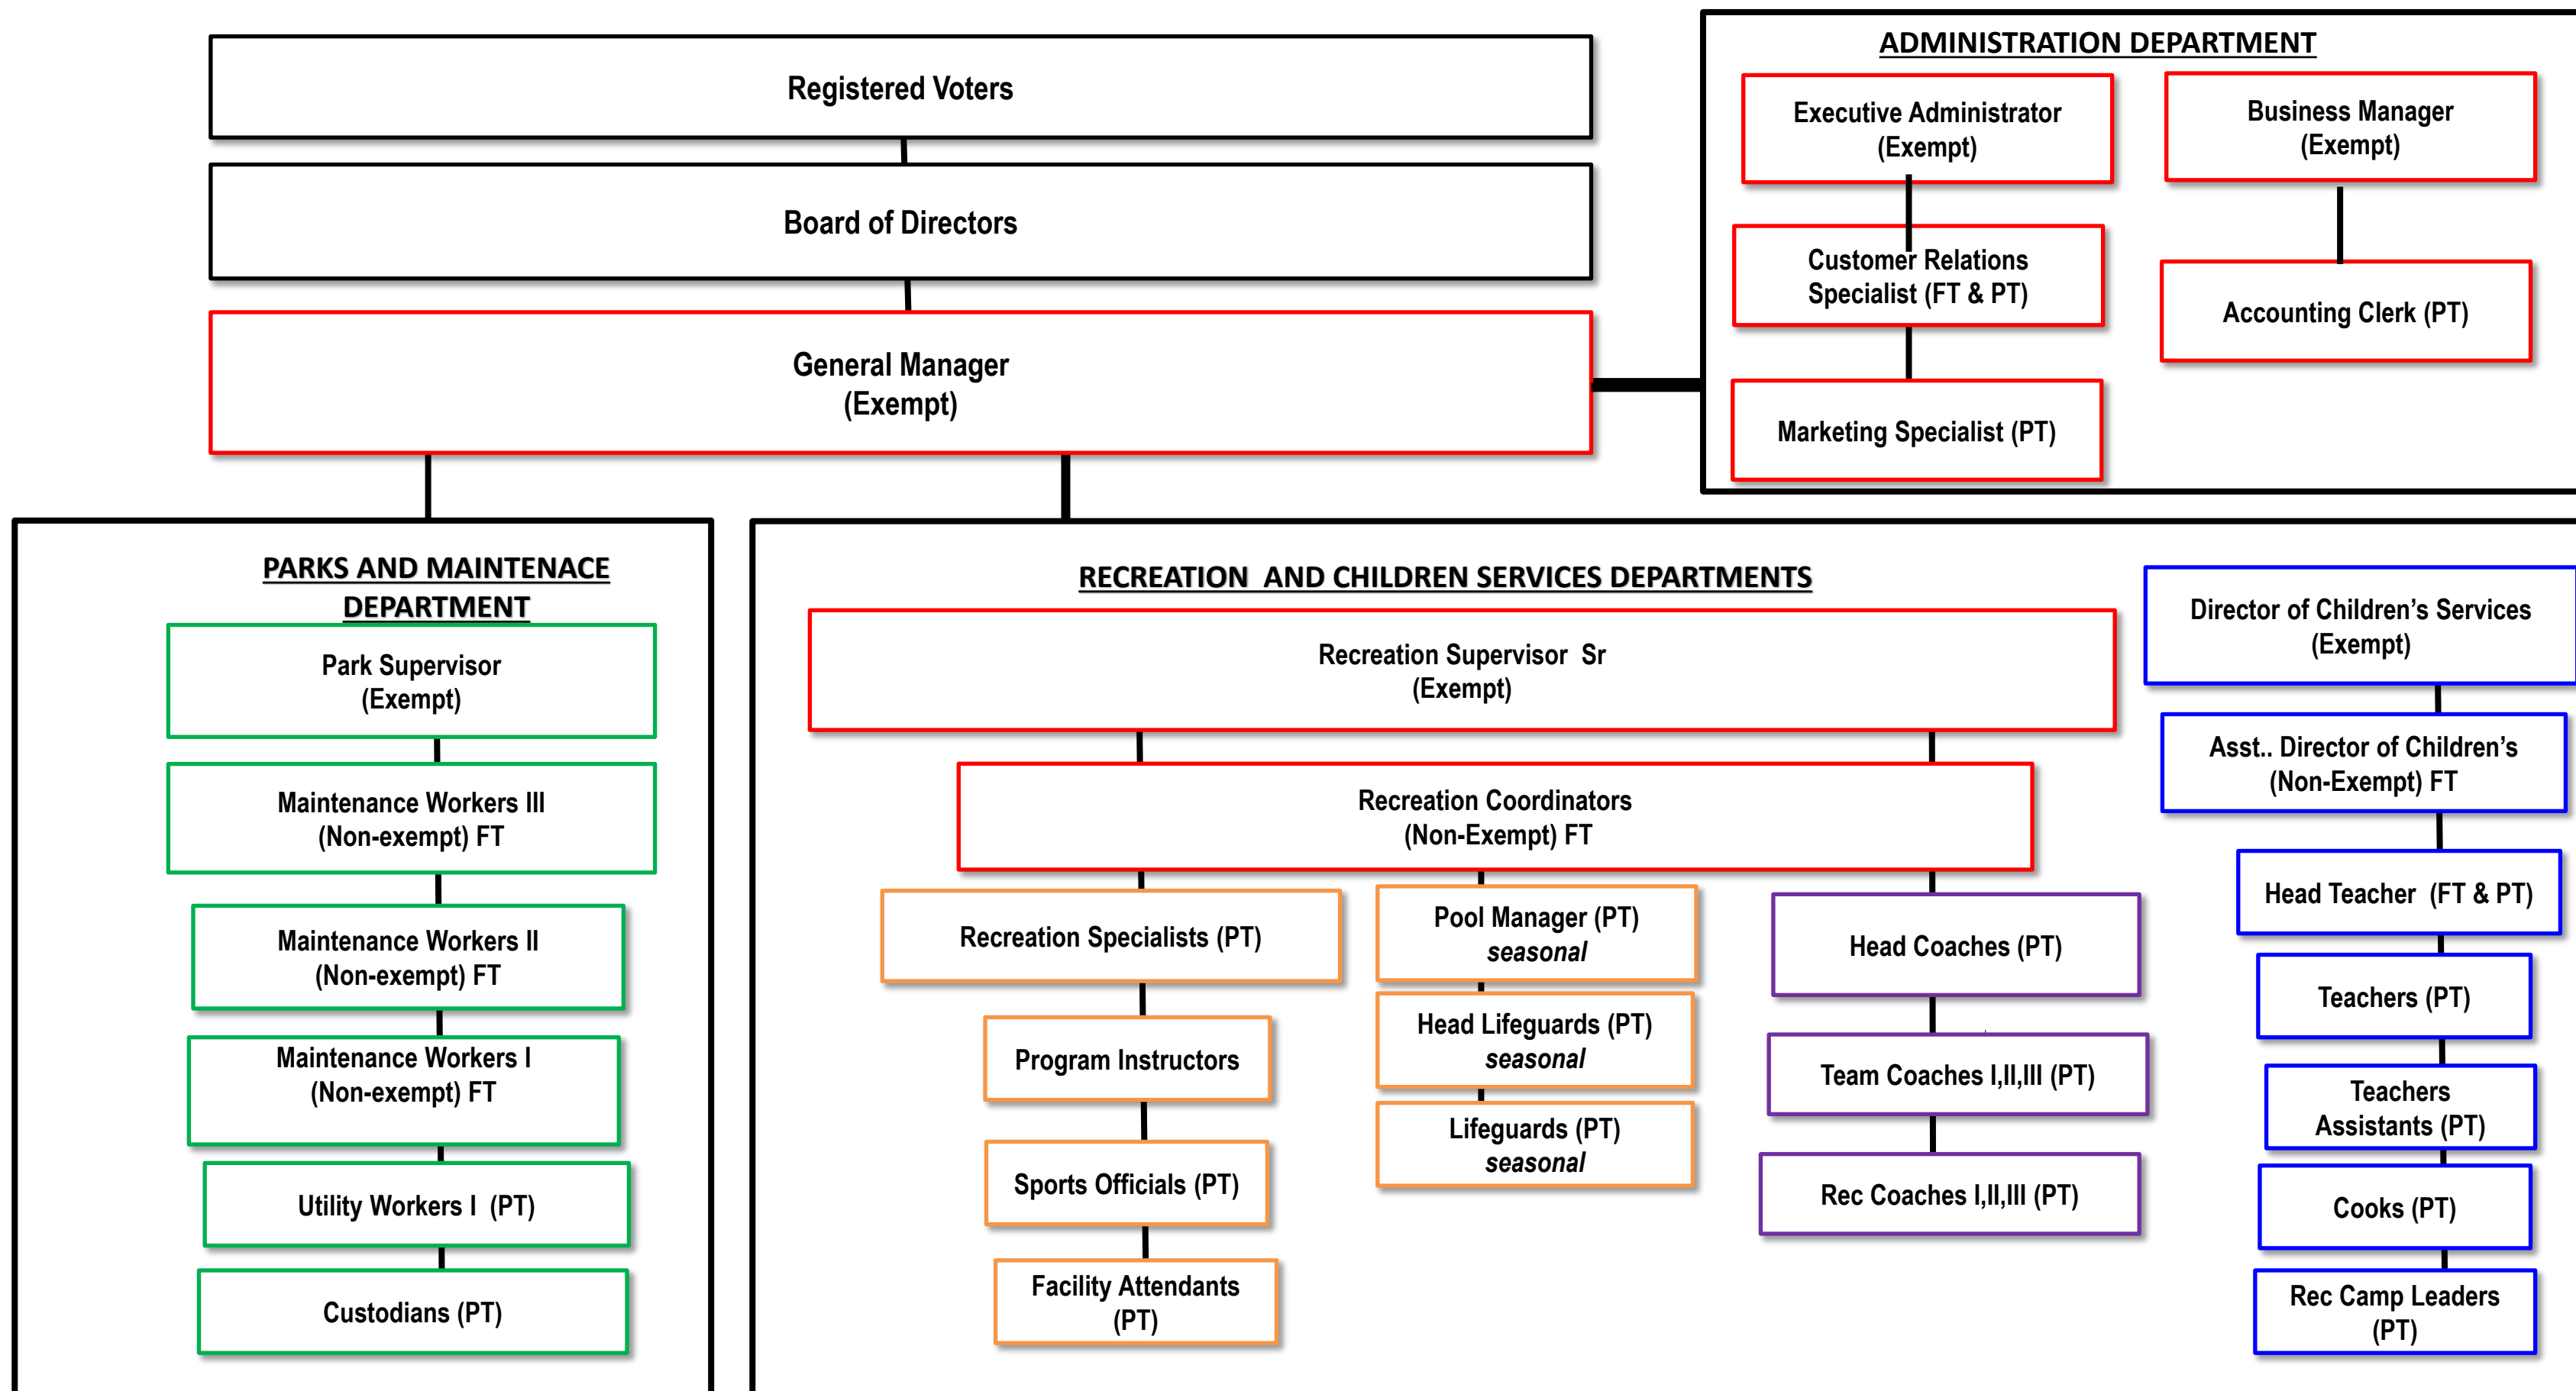 Registered Voters
Board of Directors
General Manager
(Exempt)
ADMINISTRATION DEPARTMENT
Executive Administrator
(Exempt)
Customer Relations
Specialist (FT & PT)
Marketing Specialist (PT)
Business Manager
(Exempt)
Accounting Clerk (PT)
PARKS AND MAINTENACE
DEPARTMENT
Park Supervisor
(Exempt)
Maintenance Workers III
(Non-exempt) FT
Maintenance Workers II
(Non-exempt) FT
Maintenance Workers I
(Non-exempt) FT
Utility Workers I  (PT)
Custodians (PT)
RECREATION  AND CHILDREN SERVICES DEPARTMENTS
Recreation Supervisor  Sr
(Exempt)
Recreation Coordinators
(Non-Exempt) FT
Recreation Specialists (PT)
Program Instructors
Sports Officials (PT)
Facility Attendants
(PT)
Pool Manager (PT)
seasonal
Head Lifeguards (PT)
seasonal
Lifeguards (PT)
seasonal
Head Coaches (PT)
Team Coaches I,II,III (PT)
Rec Coaches I,II,III (PT)
Director of Children’s Services
(Exempt)
Asst.. Director of Children’s
(Non-Exempt) FT
Head Teacher  (FT & PT)
Teachers (PT)
Teachers
Assistants (PT)
Cooks (PT)
Rec Camp Leaders
(PT)